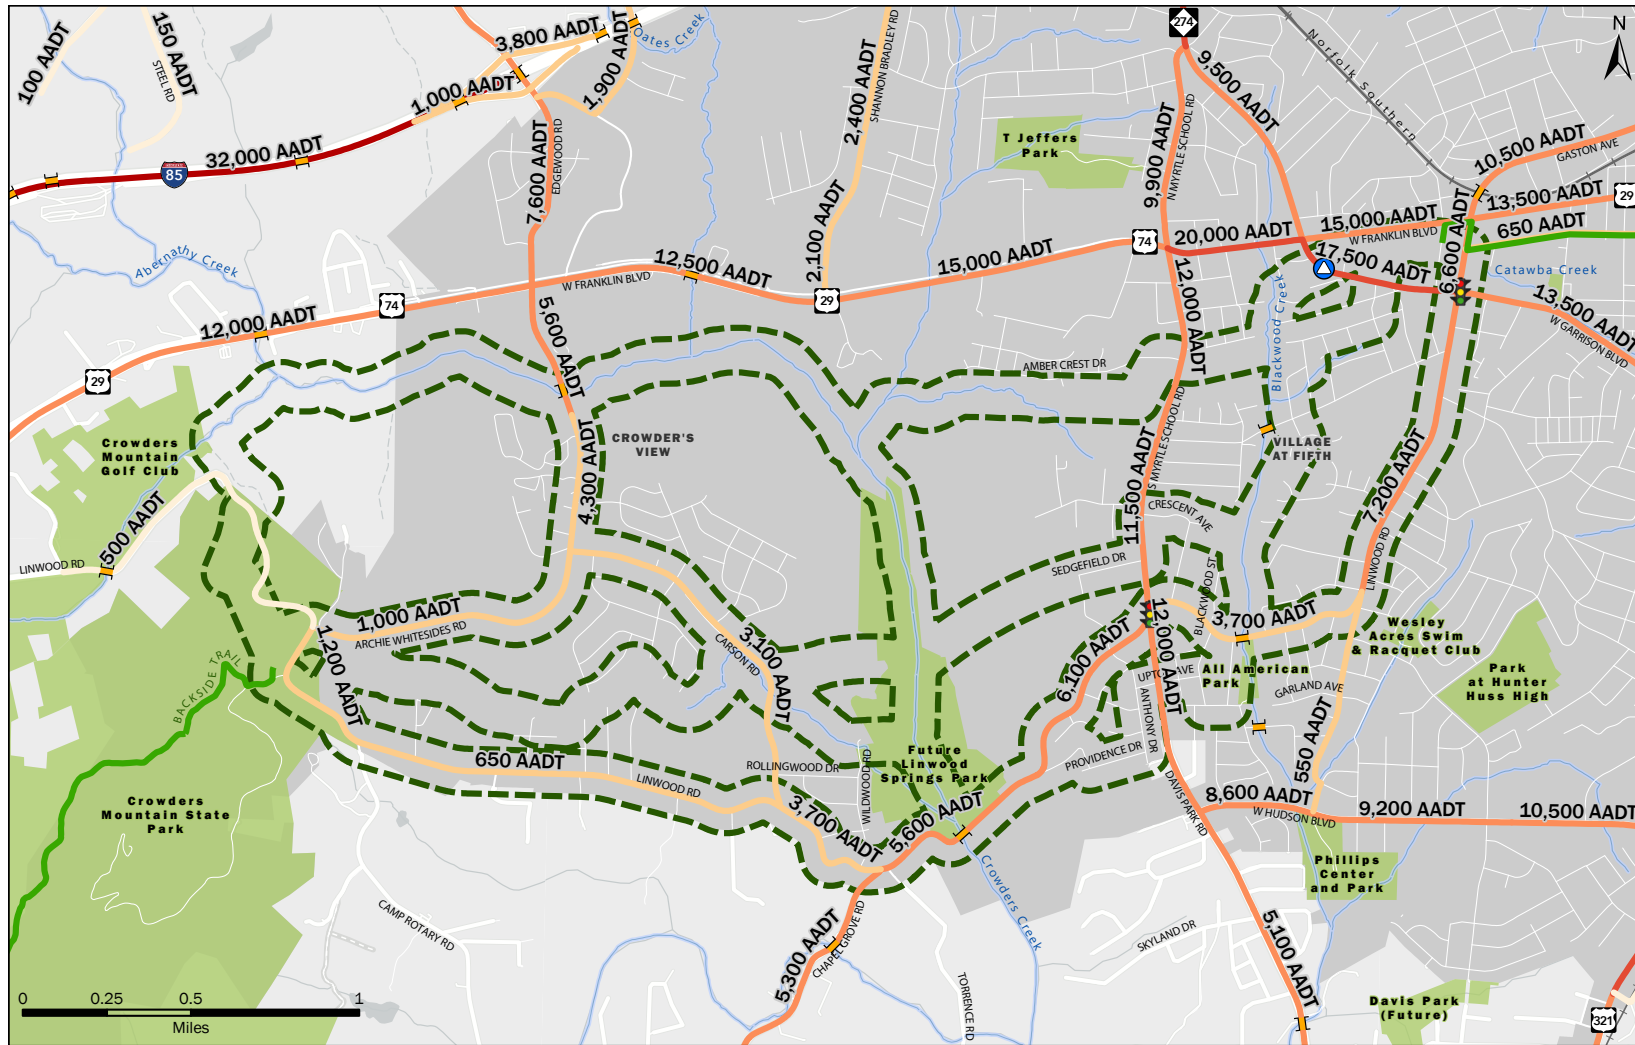 100 AADT
150 AADT
STEEL RD
3,800 AADT
1,900 AADT
Oates Creek
1,000 AADT
32,000 AADT
INTERSTATE
85
7,600 AADT
EDGEWOOD RD
2,400 AADT
SHANNON BRADLEY RD
2,100 AADT
274
9,500 AADT
9,900 AADT
N MYRTLE SCHOOL RD
T Jeffers
Park
Norfolk Southern
N
10,500 AADT
GASTON AVE
13,500 AADT
29
650 AADT
15,000 AADT
W FRANKLIN BLVD
20,000 AADT
74
17,500 AADT
6,600 AADT
Catawba Creek
13,500 AADT
W GARRISON BLVD
Abernathy Creek
12,500 AADT
W FRANKLIN BLVD
15,000 AADT
29
74
12,000 AADT
29
5,600 AADT
12,000 AADT
Blackwood Creek
AMBER CREST DR
Crowders
Mountain
Golf Club
CROWDER'S
VIEW
4,300 AADT
S MYRTLE SCHOOL RD
11,500 AADT
VILLAGE
AT FIFTH
7,200 AADT
LINWOOD RD
CRESCENT AVE
500 AADT
LINWOOD RD
SEDGEFIELD DR
BLACKWOOD ST
3,700 AADT
1,000 AADT
ARCHIE WHITESIDES RD
1,200 AADT
3,100 AADT
CARSON RD
6,100 AADT
12,000 AADT
UPTON AVE
All American
Park
GARLAND AVE
Wesley
Acres Swim
& Racquet Club
Park
at Hunter
Huss High
BACKSIDE TRAIL
ANTHONY DR
PROVIDENCE DR
550 AADT
650 AADT
LINWOOD RD
ROLLINGWOOD DR
WILDWOOD RD
Future
Linwood
Springs Park
DAVIS PARK RD
8,600 AADT
W HUDSON BLVD
9,200 AADT
10,500 AADT
Crowders
Mountain State
Park
3,700 AADT
5,600 AADT
Crowders Creek
Phillips
Center
and Park
CAMP ROTARY RD
5,300 AADT
CHAPEL GROVE RD
TORRENCE RD
SKYLAND DR
5,100 AADT
Davis Park
(Future)
321
0 0.25 0.5 1
Miles